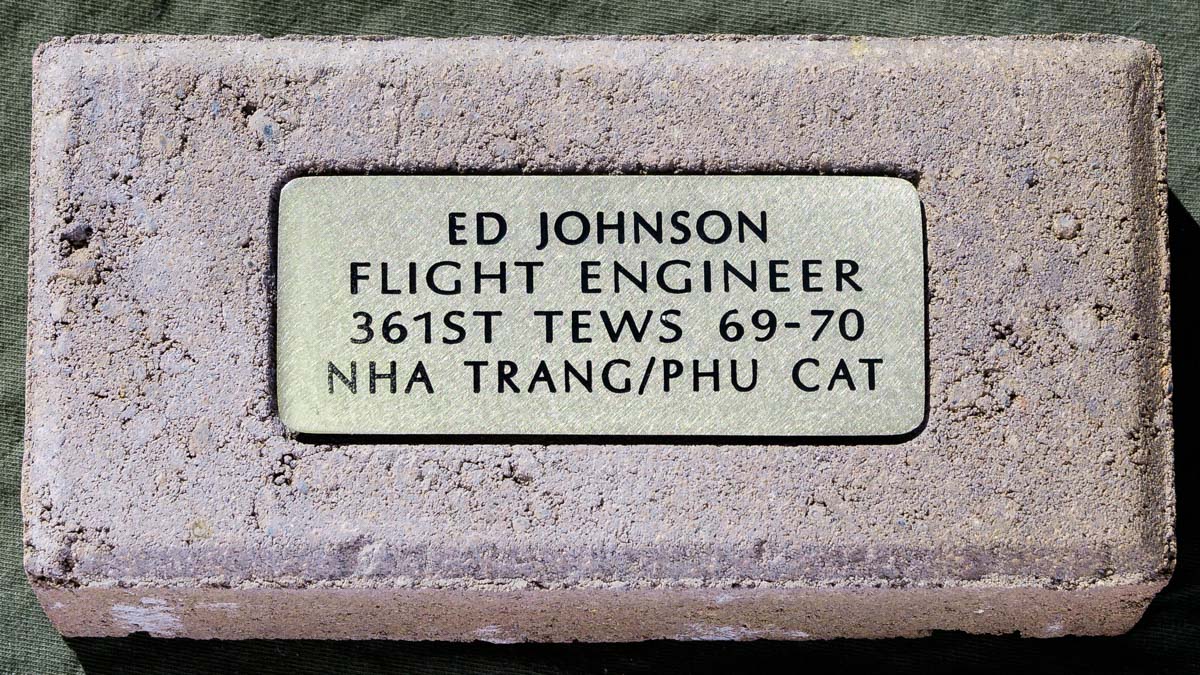 ED JOHNSON
FLIGHT ENGINEER
361ST TEWS 69-70
NHA TRANG/PHU CAT